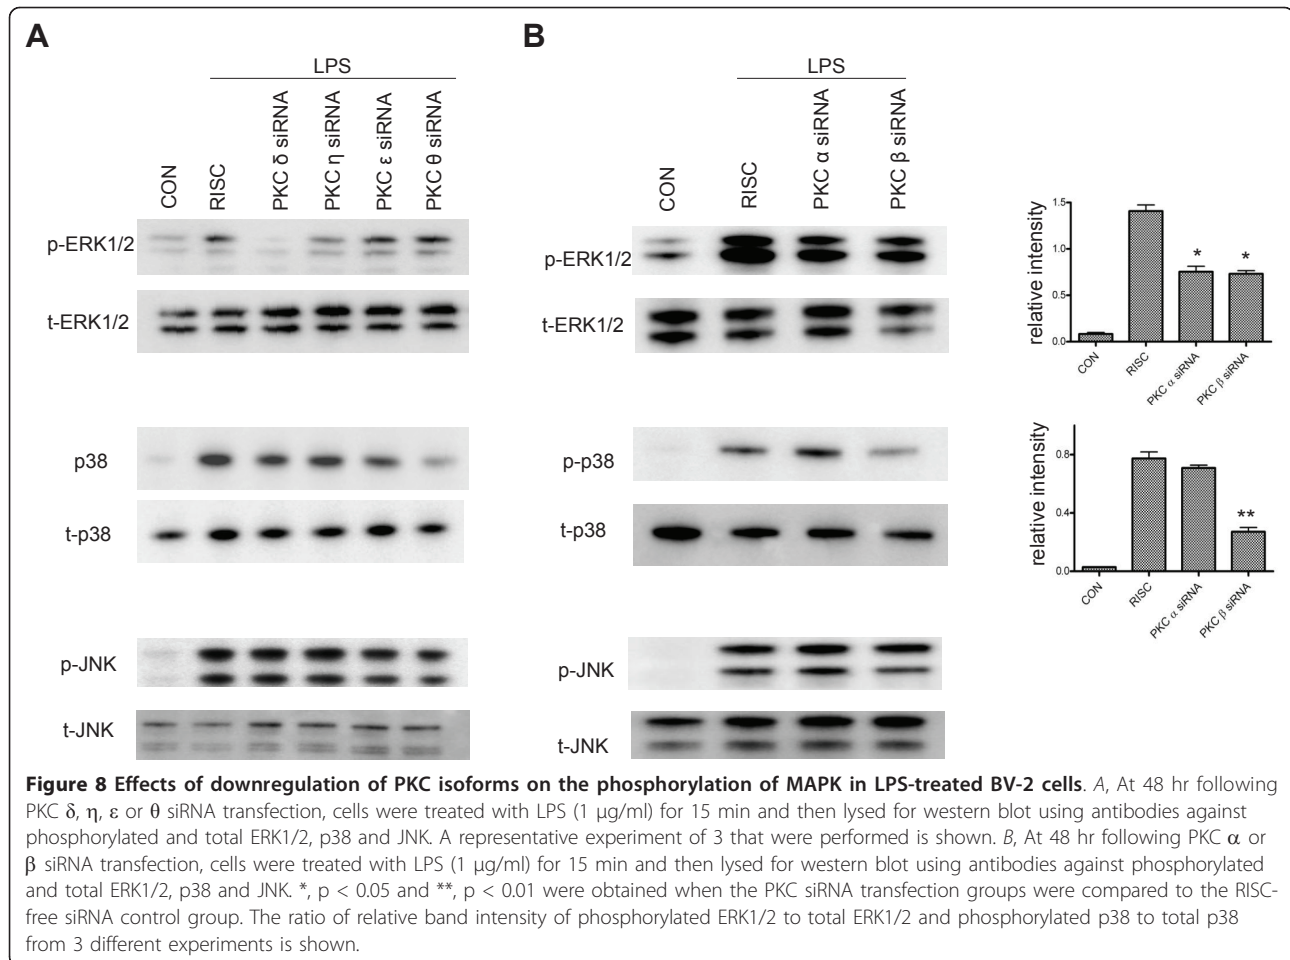 A
LPS
CON
RISC
PKC δ siRNA
PKC η siRNA
PKC ε siRNA
PKC θ siRNA
p-ERK1/2
t-ERK1/2
p38
t-p38
p-JNK
t-JNK
B
LPS
CON
RISC
PKC α siRNA
PKC β siRNA
p-ERK1/2
t-ERK1/2
p-p38
t-p38
p-JNK
t-JNK
relative intensity
1.5
1.0
0.5
0.0
*
*
CON
RISC
PKC α siRNA
PKC β siRNA
relative intensity
0.8
0.4
0.0
**
CON
RISC
PKC α siRNA
PKC β siRNA
Figure 8 Effects of downregulation of PKC isoforms on the phosphorylation of MAPK in LPS-treated BV-2 cells. A, At 48 hr following
PKC δ, η, ε or θ siRNA transfection, cells were treated with LPS (1 μg/ml) for 15 min and then lysed for western blot using antibodies against
phosphorylated and total ERK1/2, p38 and JNK. A representative experiment of 3 that were performed is shown. B, At 48 hr following PKC α or
β siRNA transfection, cells were treated with LPS (1 μg/ml) for 15 min and then lysed for western blot using antibodies against phosphorylated
and total ERK1/2, p38 and JNK. *, p < 0.05 and **, p < 0.01 were obtained when the PKC siRNA transfection groups were compared to the RISC-
free siRNA control group. The ratio of relative band intensity of phosphorylated ERK1/2 to total ERK1/2 and phosphorylated p38 to total p38
from 3 different experiments is shown.